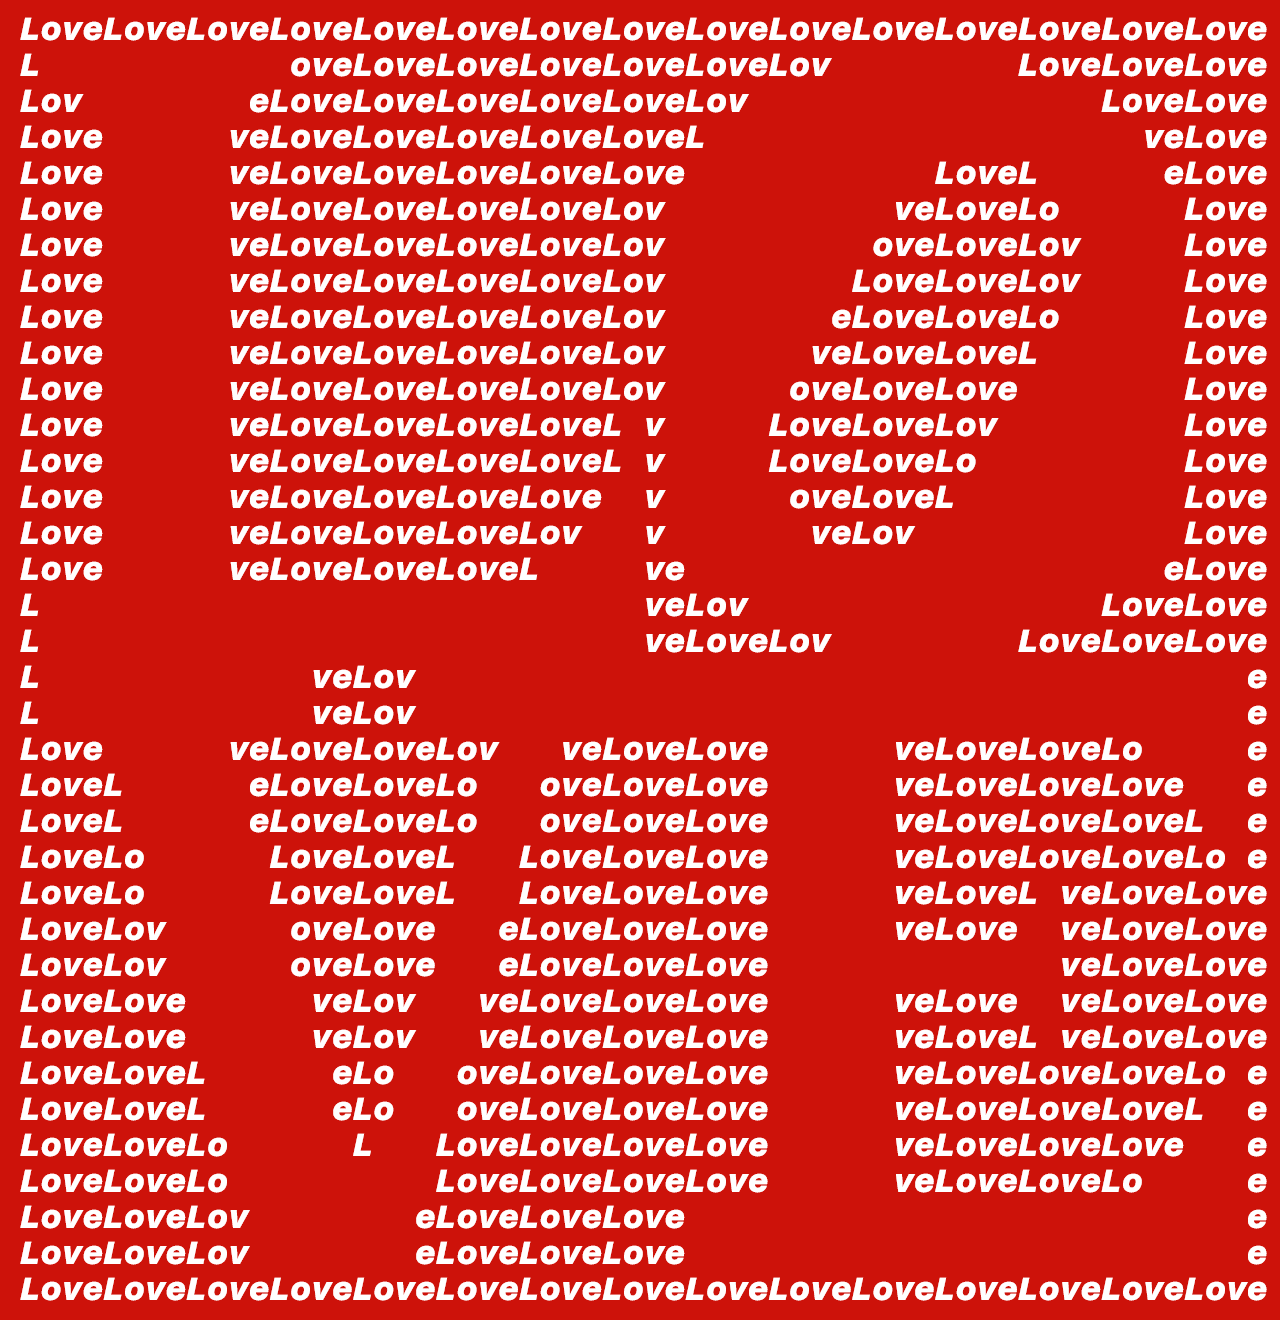 LoveLoveLoveLoveLoveLoveLoveLoveLoveLoveLoveLoveLoveLoveLove
L oveLoveLoveLoveLoveLoveLov LoveLoveLove
Lov eLoveLoveLoveLoveLoveLov LoveLove
Love veLoveLoveLoveLoveLoveL veLove
Love veLoveLoveLoveLoveLove LoveL eLove
Love veLoveLoveLoveLoveLov veLoveLo Love
Love veLoveLoveLoveLoveLov oveLoveLov Love
Love veLoveLoveLoveLoveLov LoveLoveLov Love
Love veLoveLoveLoveLoveLov eLoveLoveLo Love
Love veLoveLoveLoveLoveLov veLoveLoveL Love
Love veLoveLoveLoveLoveLov oveLoveLove Love
Love veLoveLoveLoveLoveL v LoveLoveLov Love
Love veLoveLoveLoveLoveL v LoveLoveLo Love
Love veLoveLoveLoveLove v oveLoveL Love
Love veLoveLoveLoveLov v veLov Love
Love veLoveLoveLoveL ve eLove
L veLov LoveLove
L veLoveLov LoveLoveLove
L veLov e
L veLov e
Love veLoveLoveLov veLoveLove veLoveLoveLo e
LoveL eLoveLoveLo oveLoveLove veLoveLoveLove e
LoveL eLoveLoveLo oveLoveLove veLoveLoveLoveL e
LoveLo LoveLoveL LoveLoveLove veLoveLoveLoveLo e
LoveLo LoveLoveL LoveLoveLove veLoveL veLoveLove
LoveLov oveLove eLoveLoveLove veLove veLoveLove
LoveLov oveLove eLoveLoveLove veLoveLove
LoveLove veLov veLoveLoveLove veLove veLoveLove
LoveLove veLov veLoveLoveLove veLoveL veLoveLove
LoveLoveL eLo oveLoveLoveLove veLoveLoveLoveLo e
LoveLoveL eLo oveLoveLoveLove veLoveLoveLoveL e
LoveLoveLo L LoveLoveLoveLove veLoveLoveLove e
LoveLoveLo LoveLoveLoveLove veLoveLoveLo e
LoveLoveLov eLoveLoveLove e
LoveLoveLov eLoveLoveLove e
LoveLoveLoveLoveLoveLoveLoveLoveLoveLoveLoveLoveLoveLoveLove